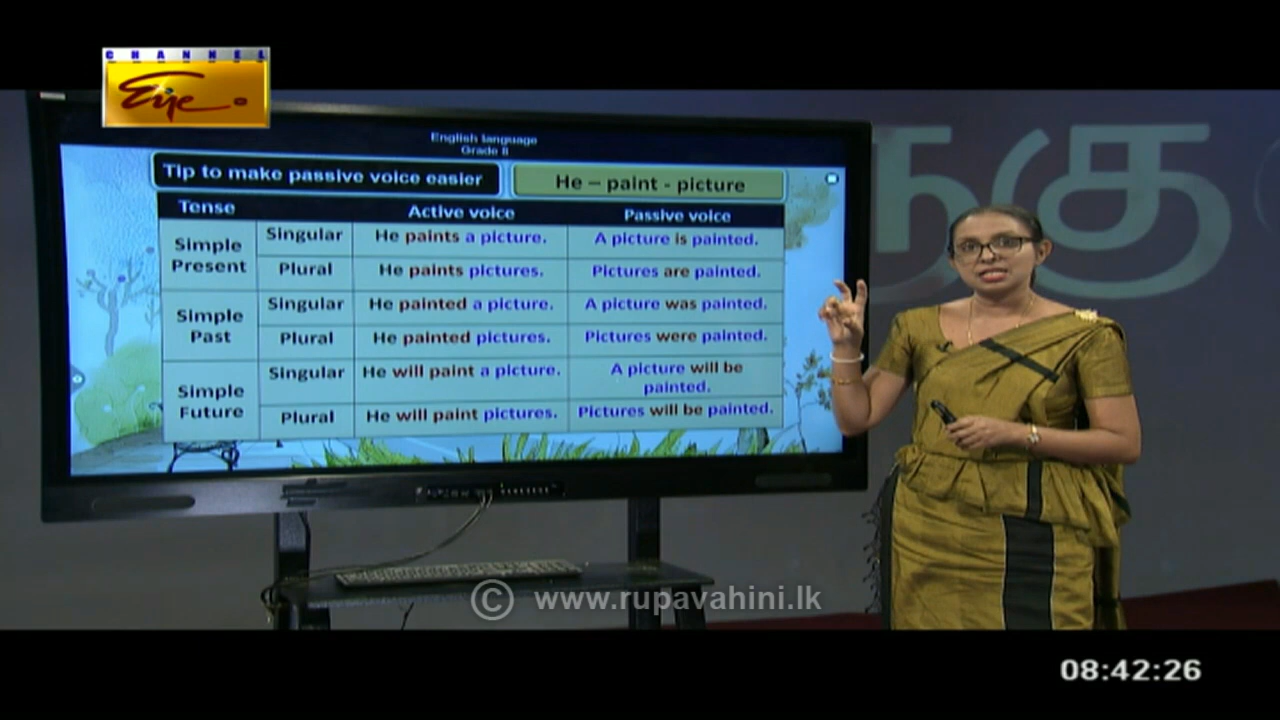 CHANNEL
Eye
English language
Grade 8
Tip to make passive voice easier
He – paint - picture
Tense Active voice Passive voice
Simple Present Singular He paints a picture. A picture is painted.
Plural He paints pictures. Pictures are painted.
Simple Past Singular He painted a picture. A picture was painted.
Plural He painted pictures. Pictures were painted.
Simple Future Singular He will paint a picture. A picture will be painted.
Plural He will paint pictures. Pictures will be painted.
© www.rupavahini.lk
08:42:26